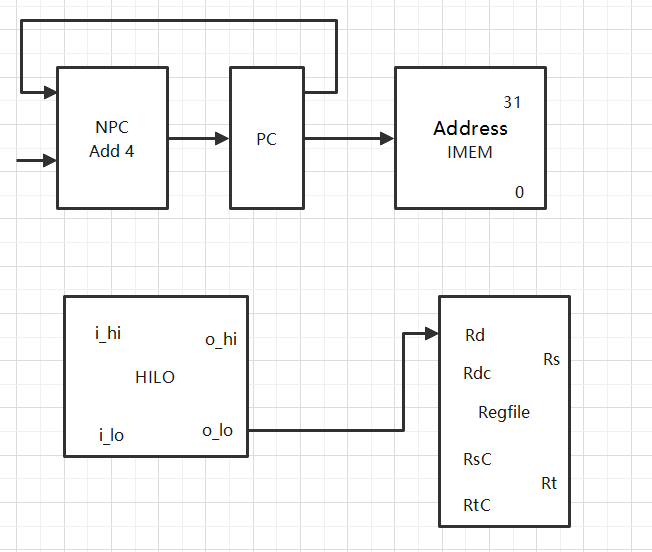 NPC
Add 4
PC
31
Address
IMEM
0
i_hi
o_hi
HILO
i_lo
o_lo
Rd
Rs
Rdc
Regfile
RsC
Rt
RtC